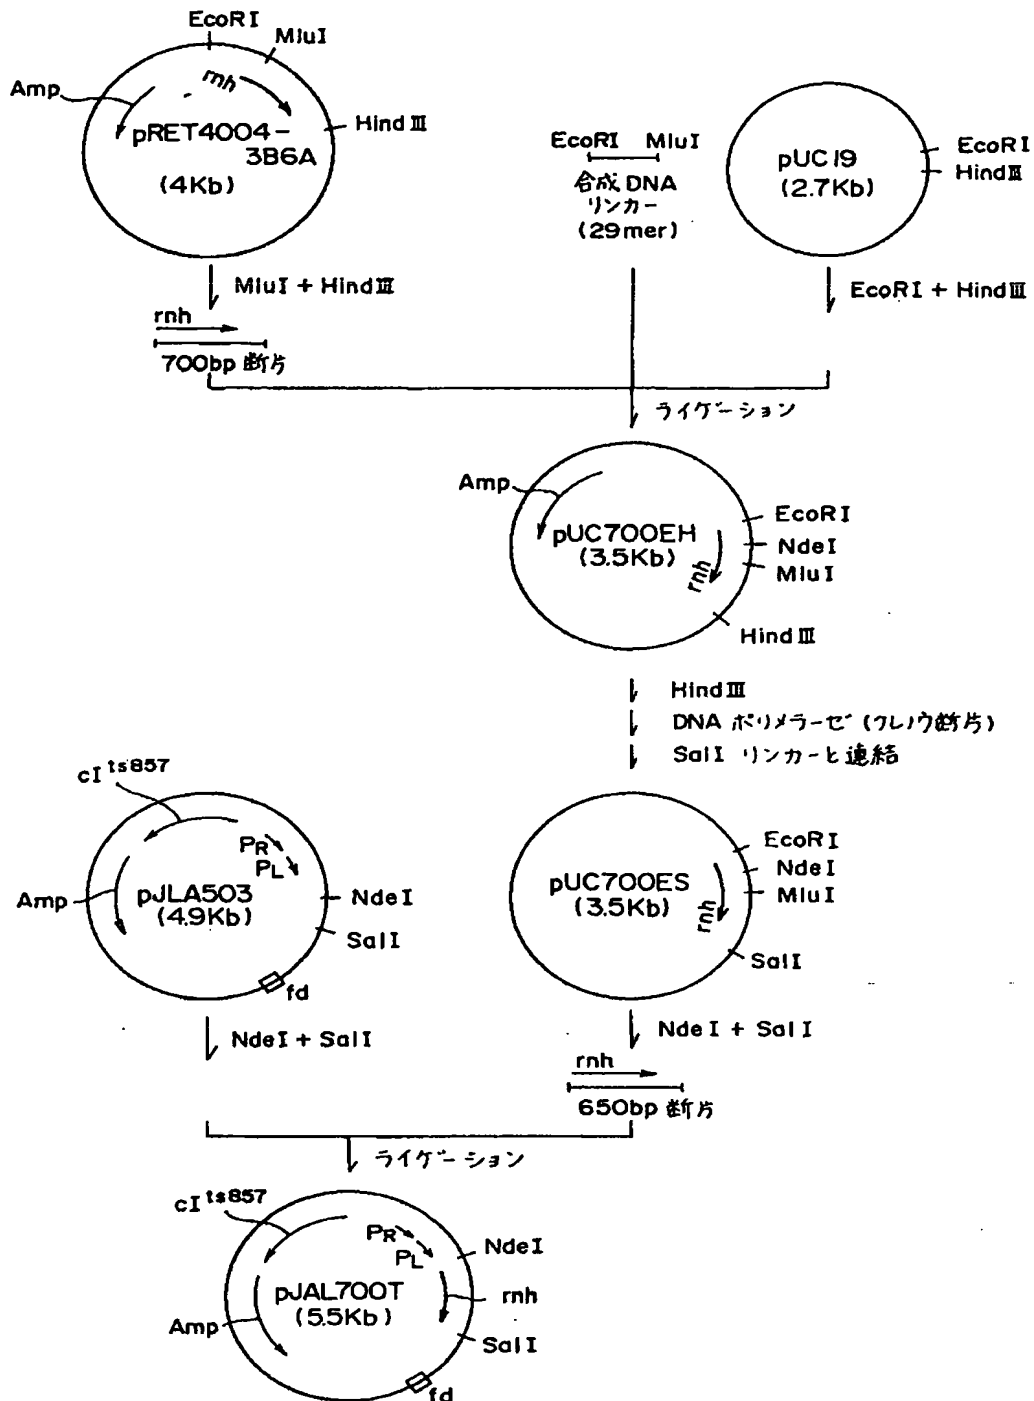 EcoRI
MluI
Amp
rnh
HindⅢ
pRET4004-
3B6A
(4Kb)
EcoRI MluI
合成DNA
リンカー
(29mer)
pUC19
(2.7Kb)
EcoRI
HindⅢ
MluI + HindⅢ
EcoRI + HindⅢ
rnh
700bp 断片
ライゲーション
Amp
pUC700EH
(3.5Kb)
rnh
EcoRI
NdeI
MluI
HindⅢ
HindⅢ
DNA ポリメラーゼ (クレノウ断片)
SalI リンカーと連結
cI ts857
PR
PL
Amp
pJLA503
(4.9Kb)
NdeI
SalI
fd
pUC700ES
(3.5Kb)
rnh
EcoRI
NdeI
MluI
SalI
NdeI + SalI
NdeI + SalI
rnh
650bp 断片
ライゲーション
cI ts857
PR
PL
NdeI
pJAL700T
(5.5Kb)
rnh
Amp
SalI
fd